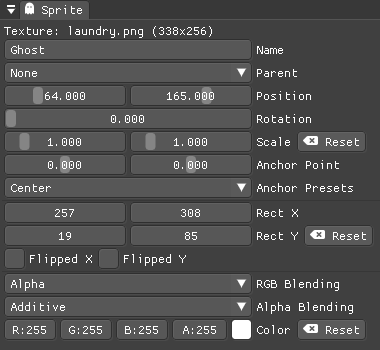 Sprite
Texture: laundry.png (338x256)
Ghost Name
None Parent
64.000 165.000 Position
0.000 Rotation
1.000 1.000 Scale Reset
0.000 0.000 Anchor Point
Center Anchor Presets
257 308 Rect X
19 85 Rect Y Reset
Flipped X Flipped Y
Alpha RGB Blending
Additive Alpha Blending
R:255 G:255 B:255 A:255 Color Reset